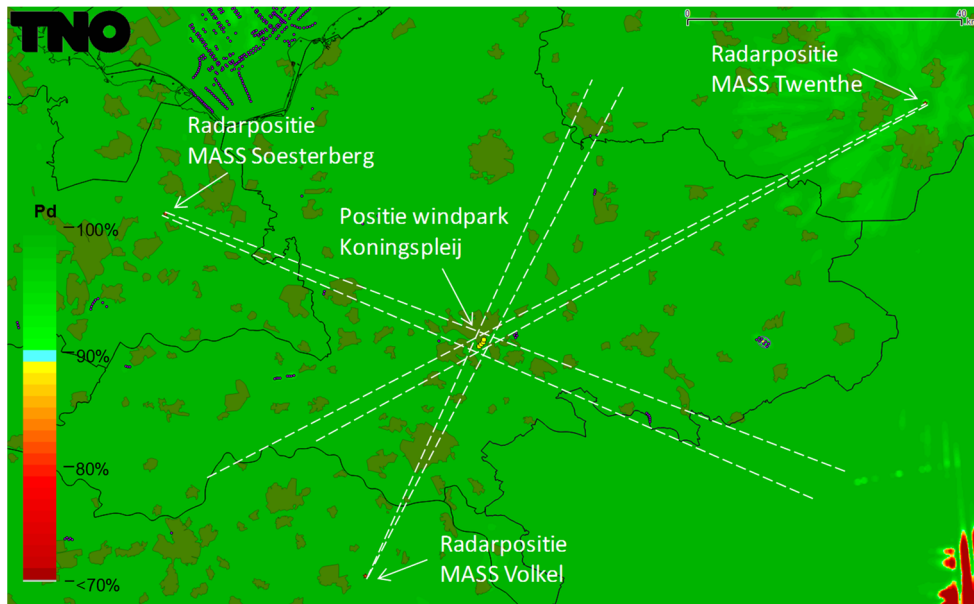 TNO
0
40
km
Radarpositie
MASS Twenthe
Radarpositie
MASS Soesterberg
Positie windpark
Koningspleij
Pd
100%
90%
80%
<70%
Radarpositie
MASS Volkel